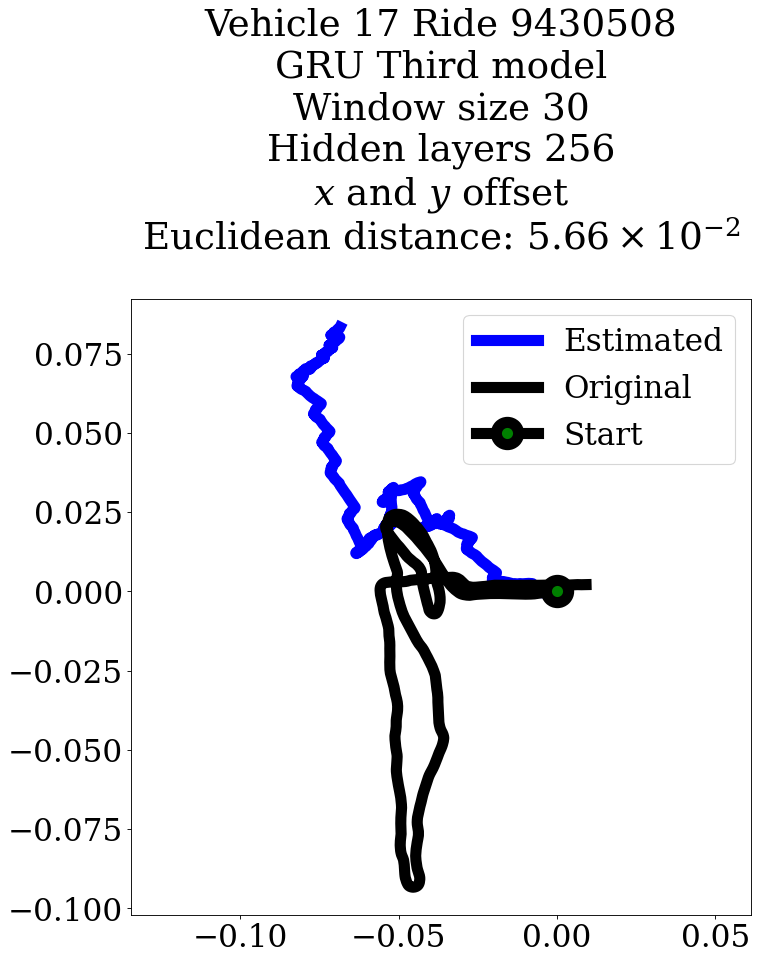 Vehicle 17 Ride 9430508
GRU Third model
Window size 30
Hidden layers 256
x and y offset
Euclidean distance: 5.66 × 10⁻²
Estimated
Original
Start
0.075
0.050
0.025
0.000
−0.025
−0.050
−0.075
−0.100
−0.10 −0.05 0.00 0.05